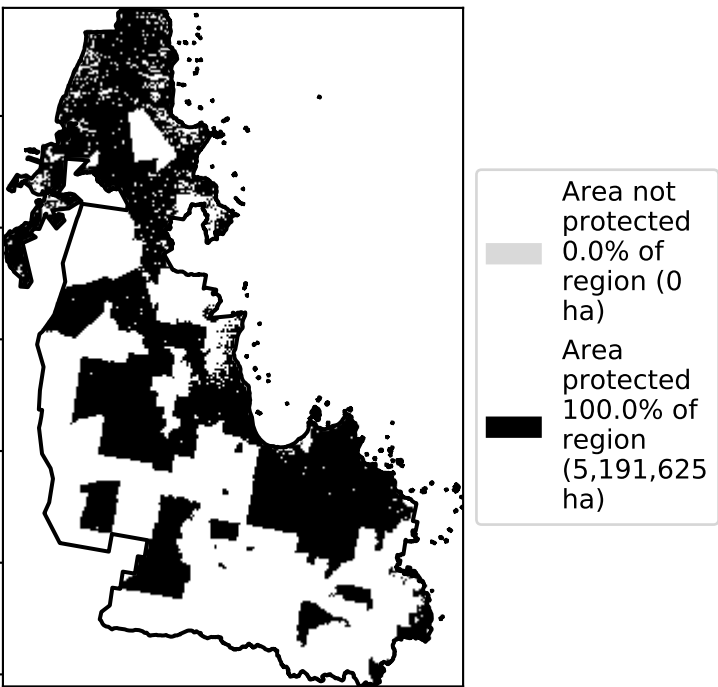 Area not
protected
0.0% of
region (0
ha)
Area
protected
100.0% of
region
(5,191,625
ha)